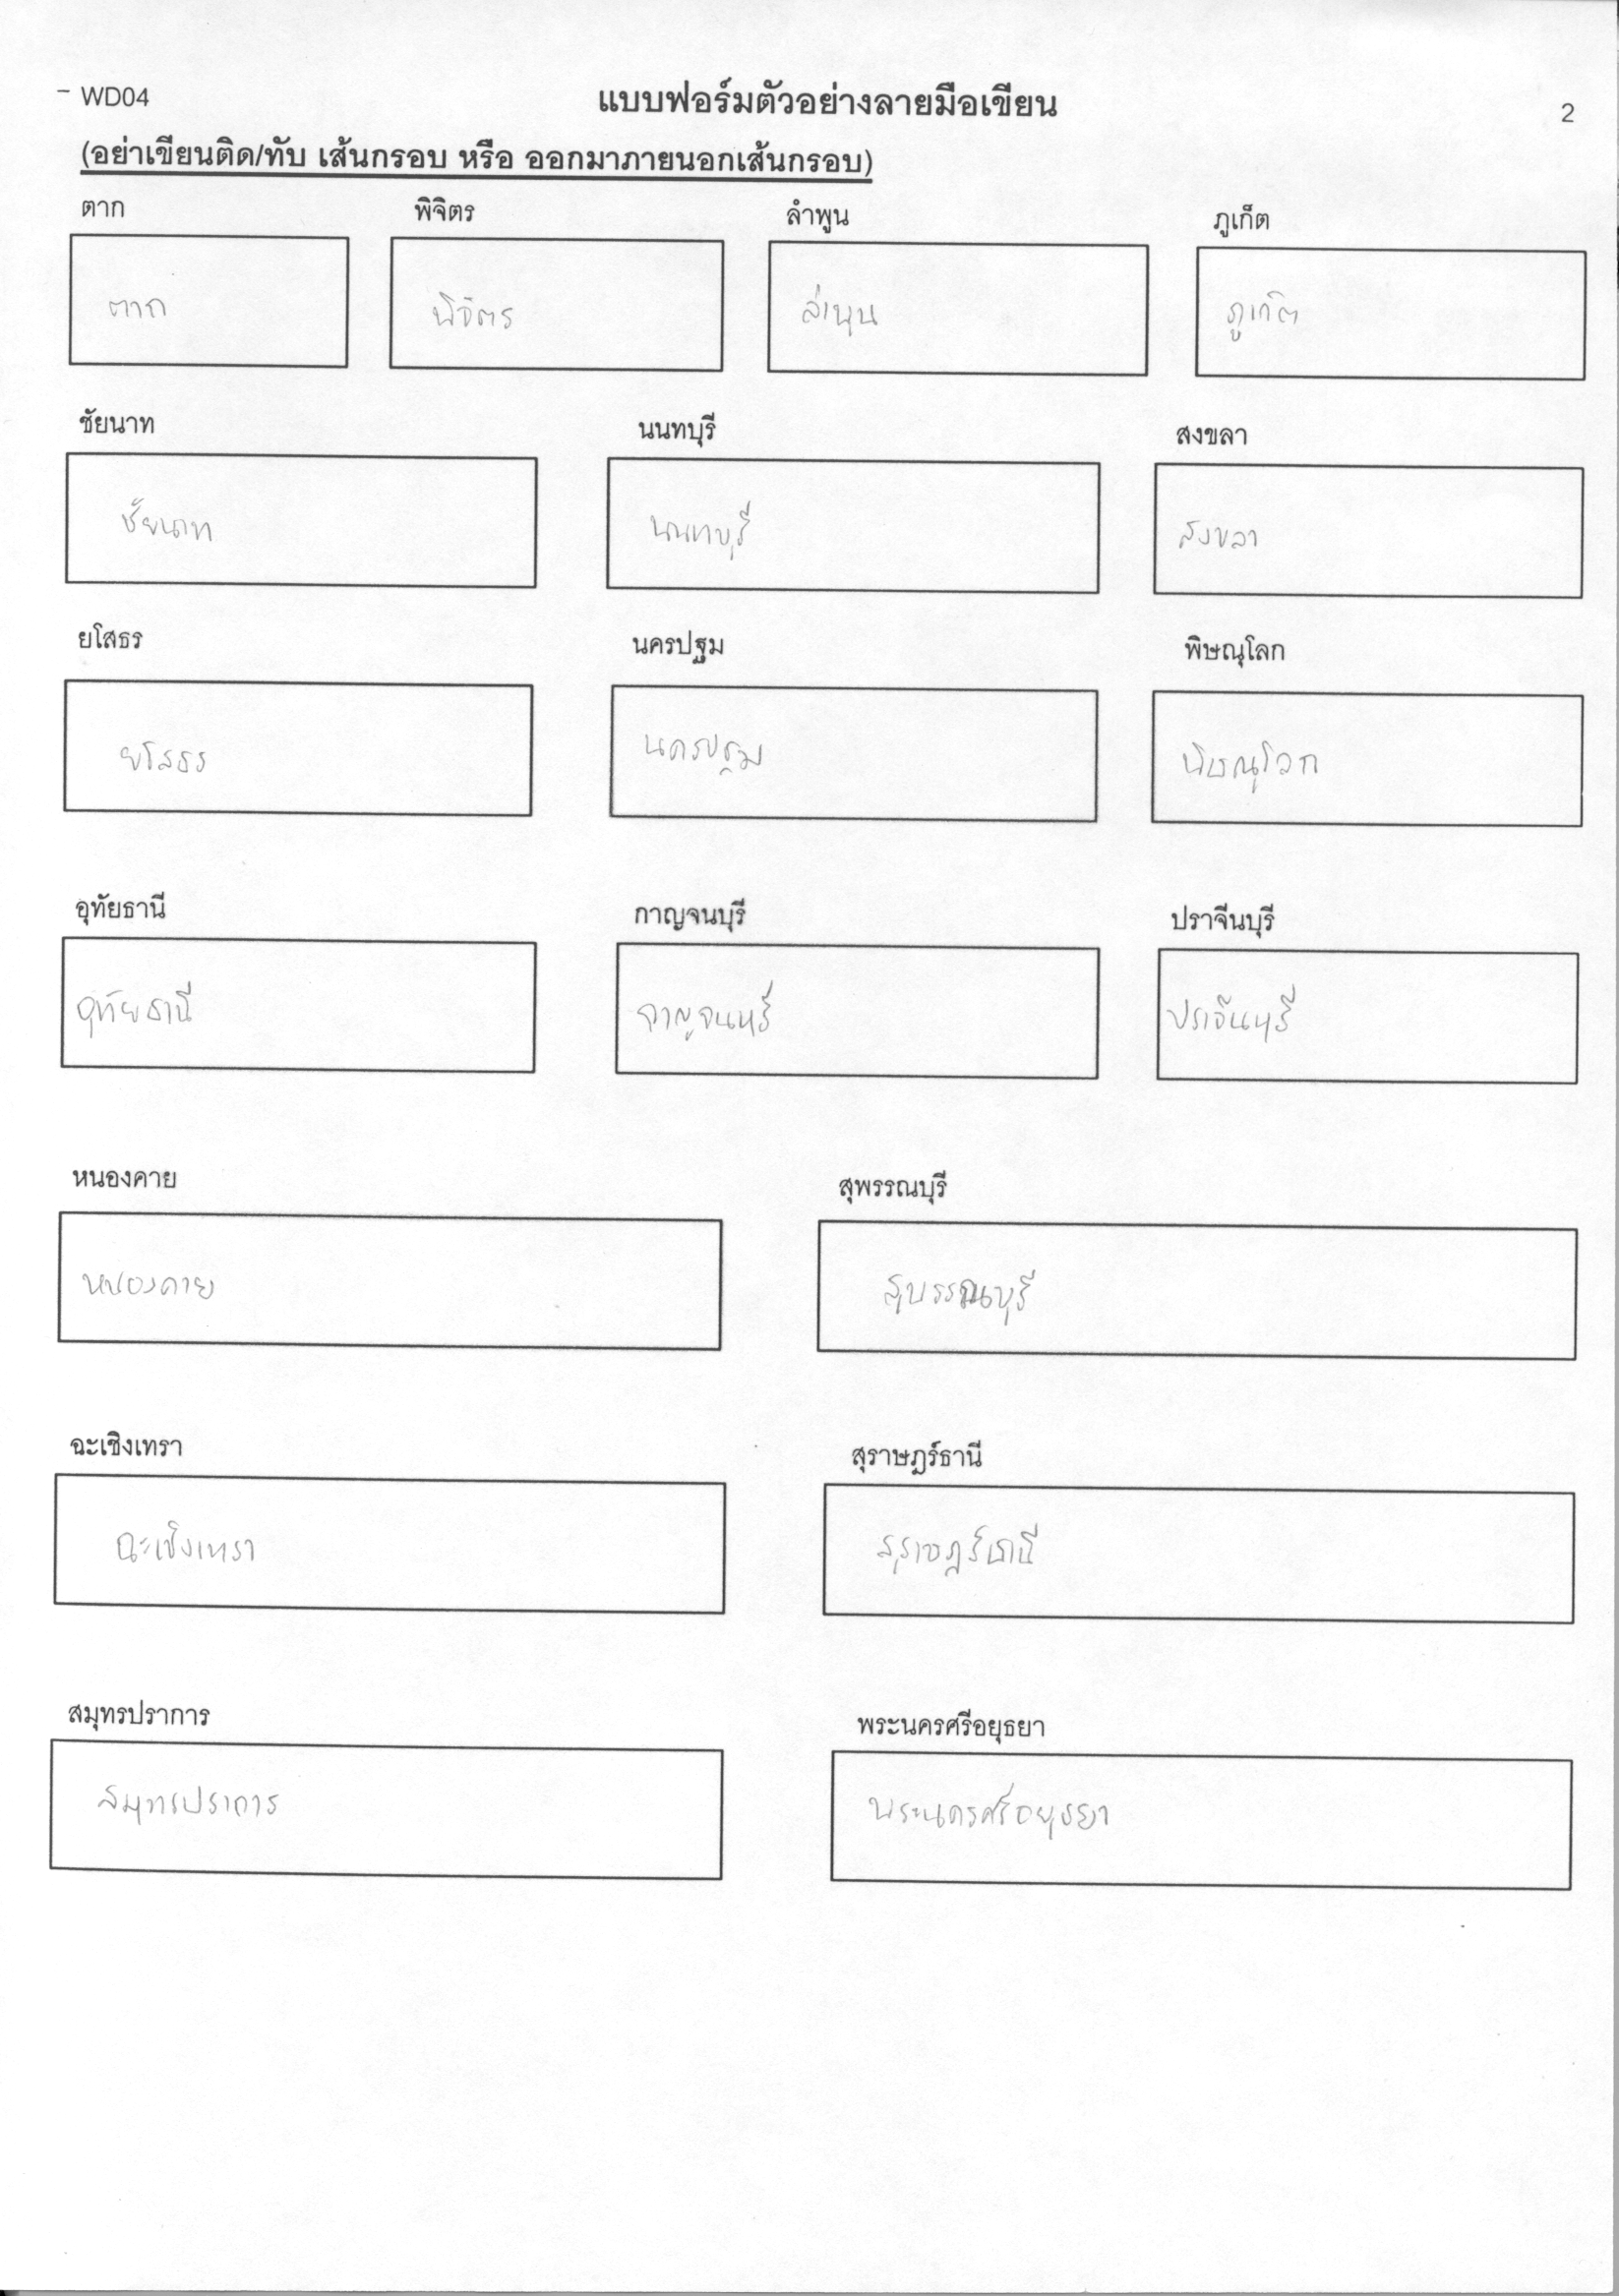 WD04 แบบฟอร์มตัวอย่างลายมือเขียน 2
(อย่าเขียนติด/ทับ เส้นกรอบ หรือ ออกมาภายนอกเส้นกรอบ)
ตาก พิจิตร ลำพูน ภูเก็ต
ตาก พิจิตร ลำพูน ภูเก็ต
ชัยนาท นนทบุรี สงขลา
ชัยนาท นนทบุรี สงขลา
ยโสธร นครปฐม พิษณุโลก
ยโสธร นครปฐม พิษณุโลก
อุทัยธานี กาญจนบุรี ปราจีนบุรี
อุทัยธานี กาญจนบุรี ปราจีนบุรี
หนองคาย สุพรรณบุรี
หนองคาย สุพรรณบุรี
ฉะเชิงเทรา สุราษฎร์ธานี
ฉะเชิงเทรา สุราษฎร์ธานี
สมุทรปราการ พระนครศรีอยุธยา
สมุทรปราการ พระนครศรีอยุธยา